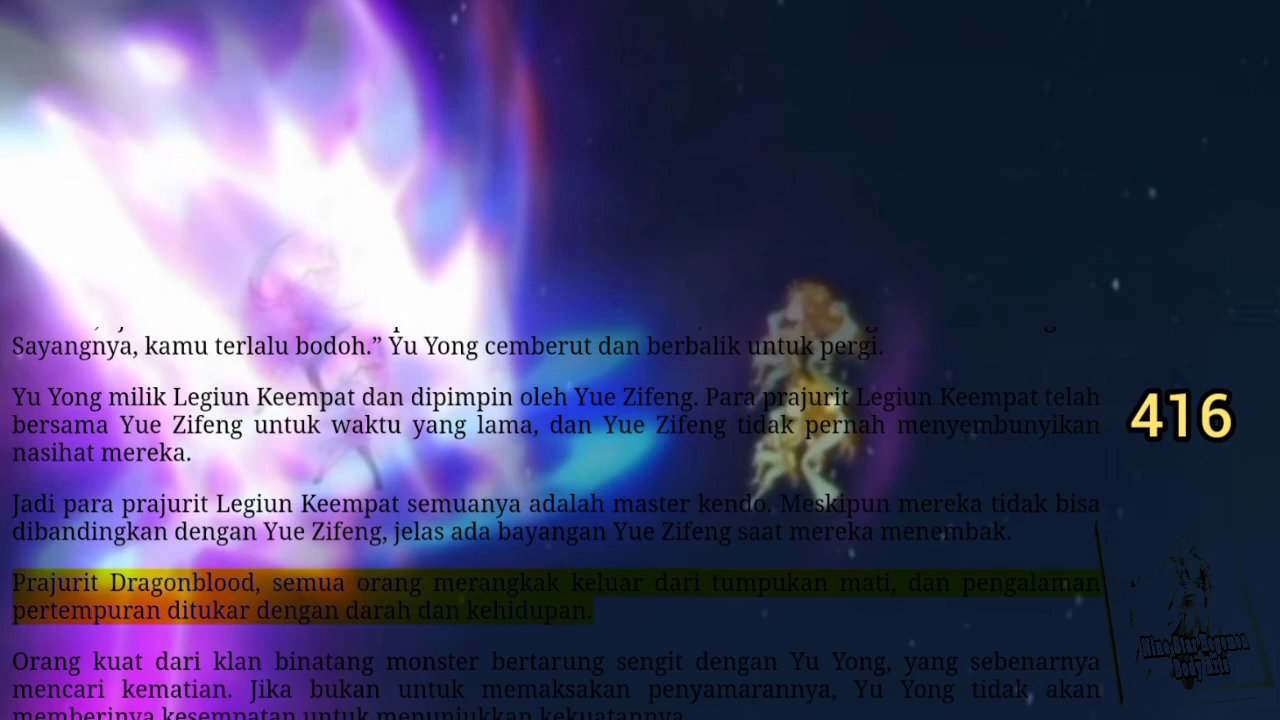 Sayangnya, kamu terlalu bodoh.” Yu Yong cemberut dan berbalik untuk pergi.
Yu Yong milik Legiun Keempat dan dipimpin oleh Yue Zifeng. Para prajurit Legiun Keempat telah
bersama Yue Zifeng untuk waktu yang lama, dan Yue Zifeng tidak pernah menyembunyikan
nasihat mereka.
416
Jadi para prajurit Legiun Keempat semuanya adalah master kendo. Meskipun mereka tidak bisa
dibandingkan dengan Yue Zifeng, jelas ada bayangan Yue Zifeng saat mereka menembak.
Prajurit Dragonblood, semua orang merangkak keluar dari tumpukan mati, dan pengalaman
pertempuran ditukar dengan darah dan kehidupan.
Orang kuat dari klan binatang monster bertarung sengit dengan Yu Yong, yang sebenarnya
mencari kematian. Jika bukan untuk memaksakan penyamarannya, Yu Yong tidak akan
memberinya kesempatan untuk menunjukkan kekuatannya.